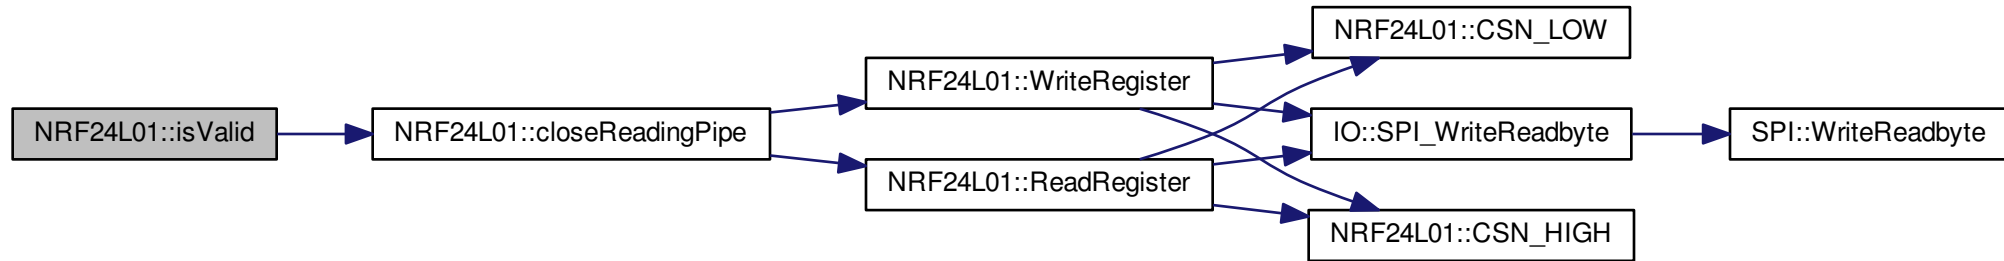 NRF24L01::isValid
NRF24L01::closeReadingPipe
NRF24L01::WriteRegister
NRF24L01::ReadRegister
NRF24L01::CSN_LOW
IO::SPI_WriteReadbyte
NRF24L01::CSN_HIGH
SPI::WriteReadbyte